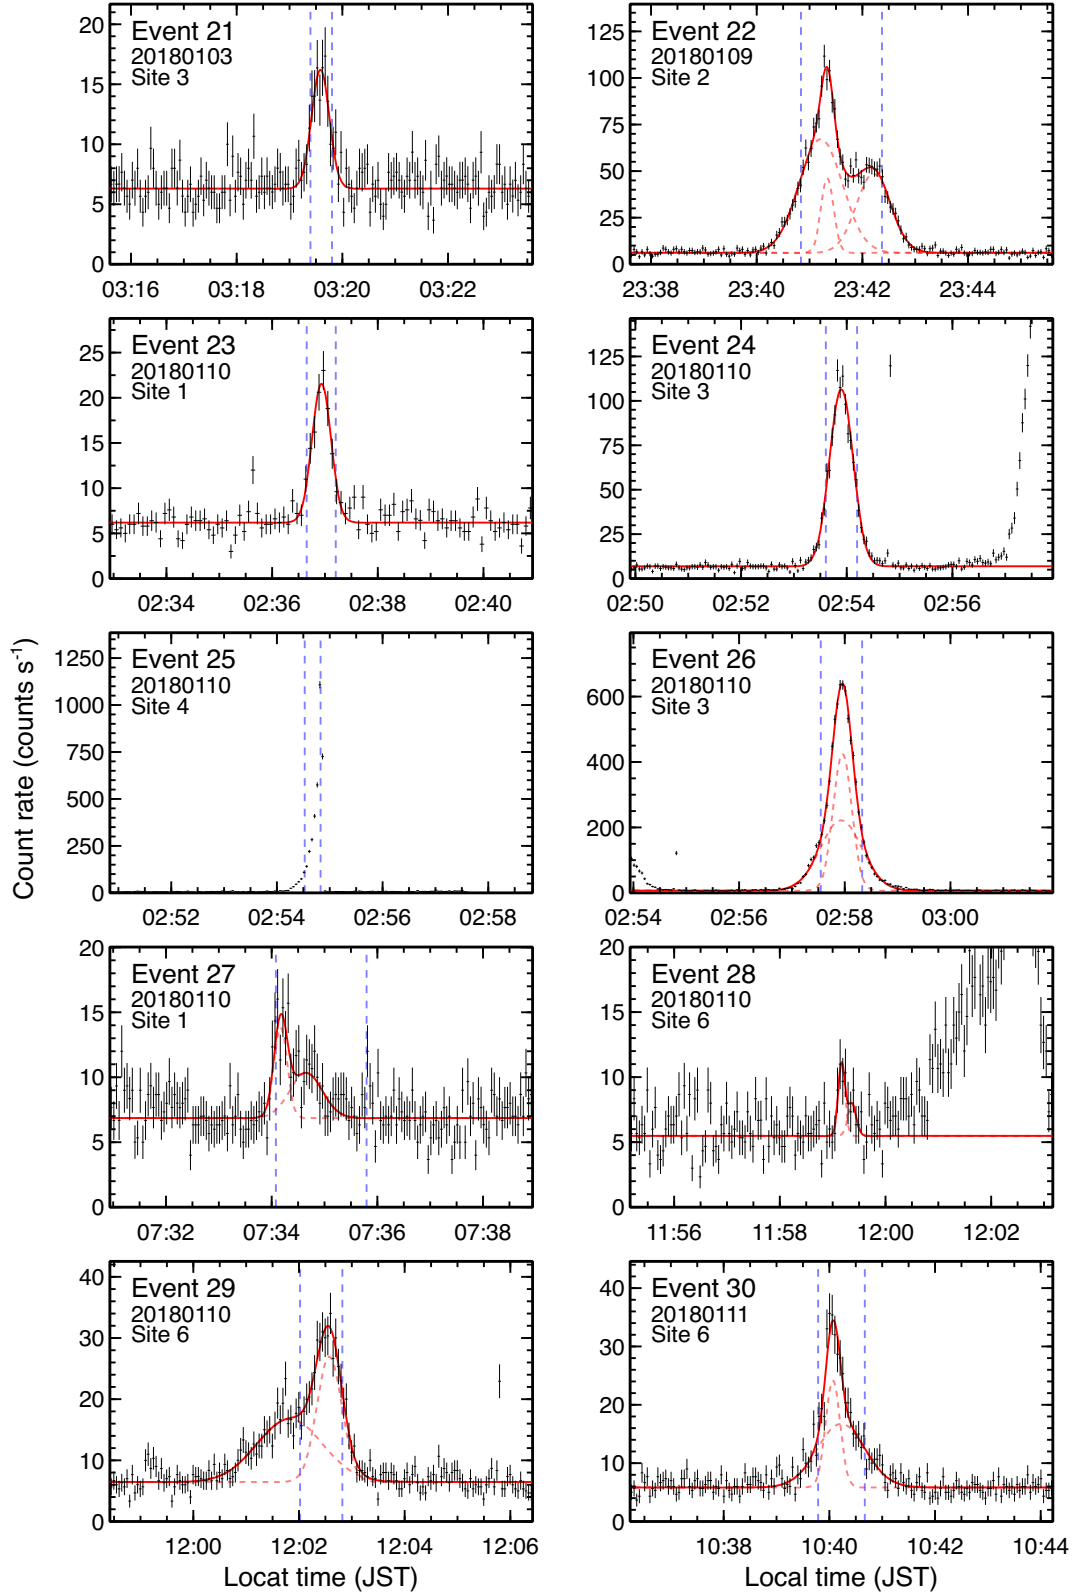 Event 21
20180103
Site 3
20
15
10
5
0
03:16 03:18 03:20 03:22
Event 22
20180109
Site 2
125
100
75
50
25
0
23:38 23:40 23:42 23:44
Event 23
20180110
Site 1
25
20
15
10
5
0
02:34 02:36 02:38 02:40
Event 24
20180110
Site 3
125
100
75
50
25
0
02:50 02:52 02:54 02:56
Count rate (counts s⁻¹)
Event 25
20180110
Site 4
1250
1000
750
500
250
0
02:52 02:54 02:56 02:58
Event 26
20180110
Site 3
600
400
200
0
02:54 02:56 02:58 03:00
Event 27
20180110
Site 1
20
15
10
5
0
07:32 07:34 07:36 07:38
Event 28
20180110
Site 6
20
15
10
5
0
11:56 11:58 12:00 12:02
Event 29
20180110
Site 6
40
30
20
10
0
12:00 12:02 12:04 12:06
Locat time (JST)
Event 30
20180111
Site 6
40
30
20
10
0
10:38 10:40 10:42 10:44
Local time (JST)